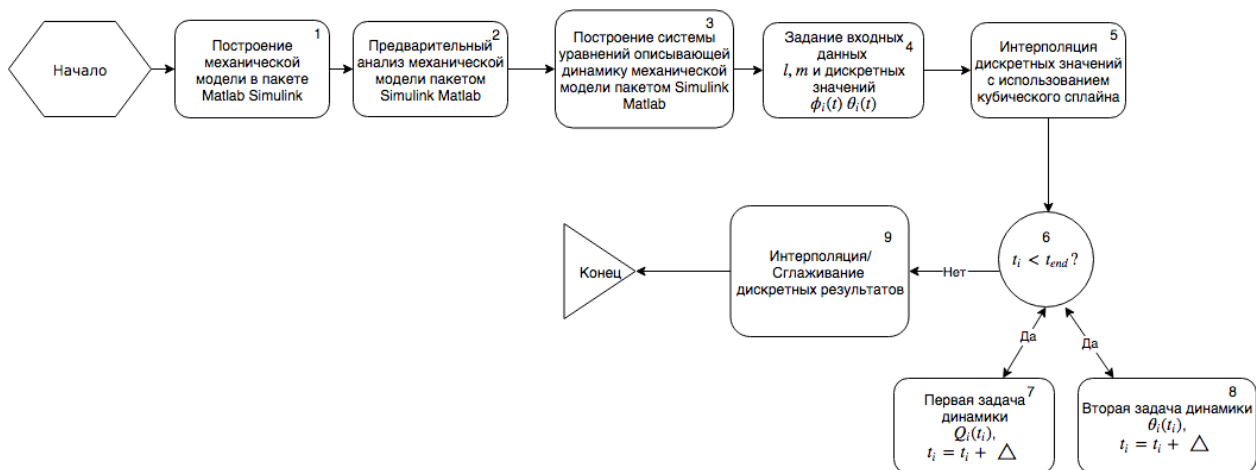 Начало
1
Построение
механической
модели в пакете
Matlab Simulink
2
Предварительный
анализ механической
модели пакетом
Simulink Matlab
3
Построение системы
уравнений описывающей
динамику механической
модели пакетом Simulink
Matlab
4
Задание входных
данных
l, m и дискретных
значений
ϕi(t) θi(t)
5
Интерполяция
дискретных значений
с использованием
кубического сплайна
6
ti < tend?
Нет
9
Интерполяция/
Сглаживание
дискретных результатов
Конец
Да
Да
7
Первая задача
динамики
Qi(ti),
ti = ti + △
8
Вторая задача динамики
θi(ti),
ti = ti + △